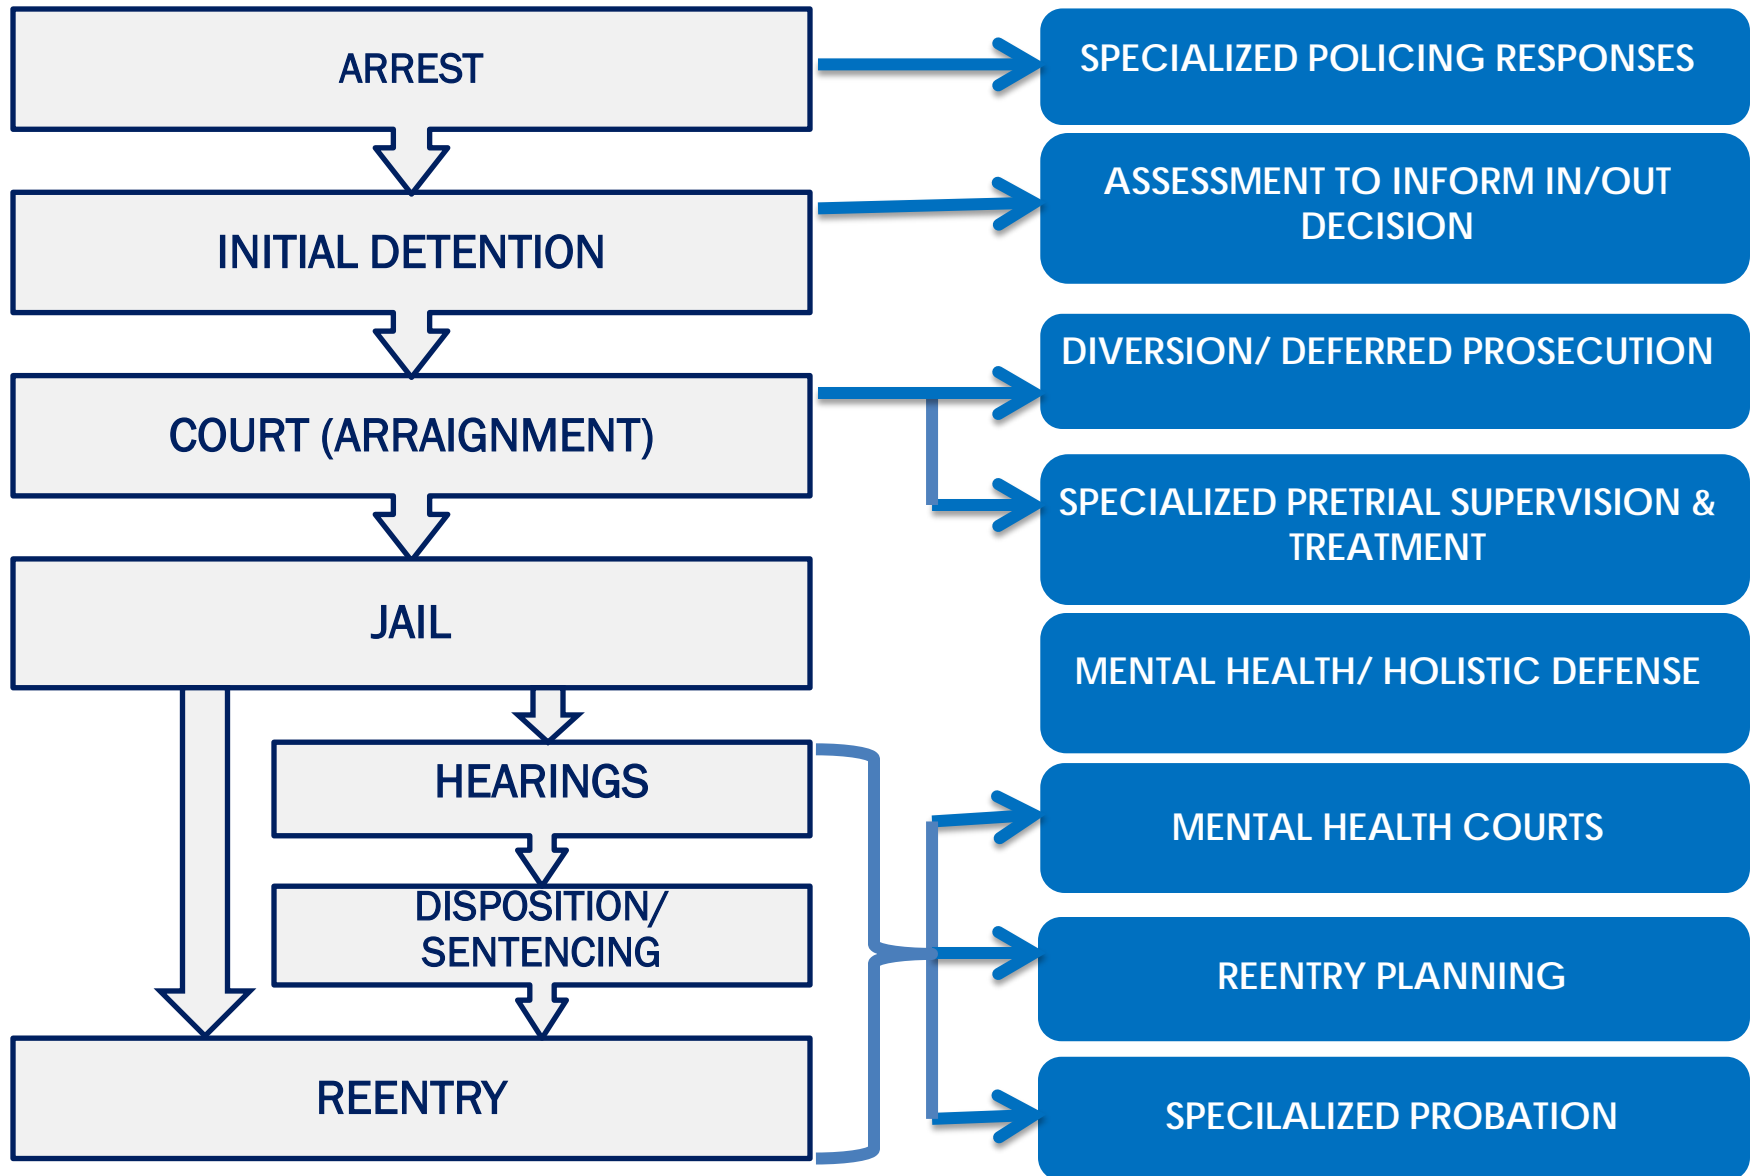 ARREST
SPECIALIZED POLICING RESPONSES
INITIAL DETENTION
ASSESSMENT TO INFORM IN/OUT
DECISION
COURT (ARRAIGNMENT)
DIVERSION/ DEFERRED PROSECUTION
SPECIALIZED PRETRIAL SUPERVISION &
TREATMENT
JAIL
MENTAL HEALTH/ HOLISTIC DEFENSE
HEARINGS
MENTAL HEALTH COURTS
DISPOSITION/
SENTENCING
REENTRY PLANNING
REENTRY
SPECILALIZED PROBATION